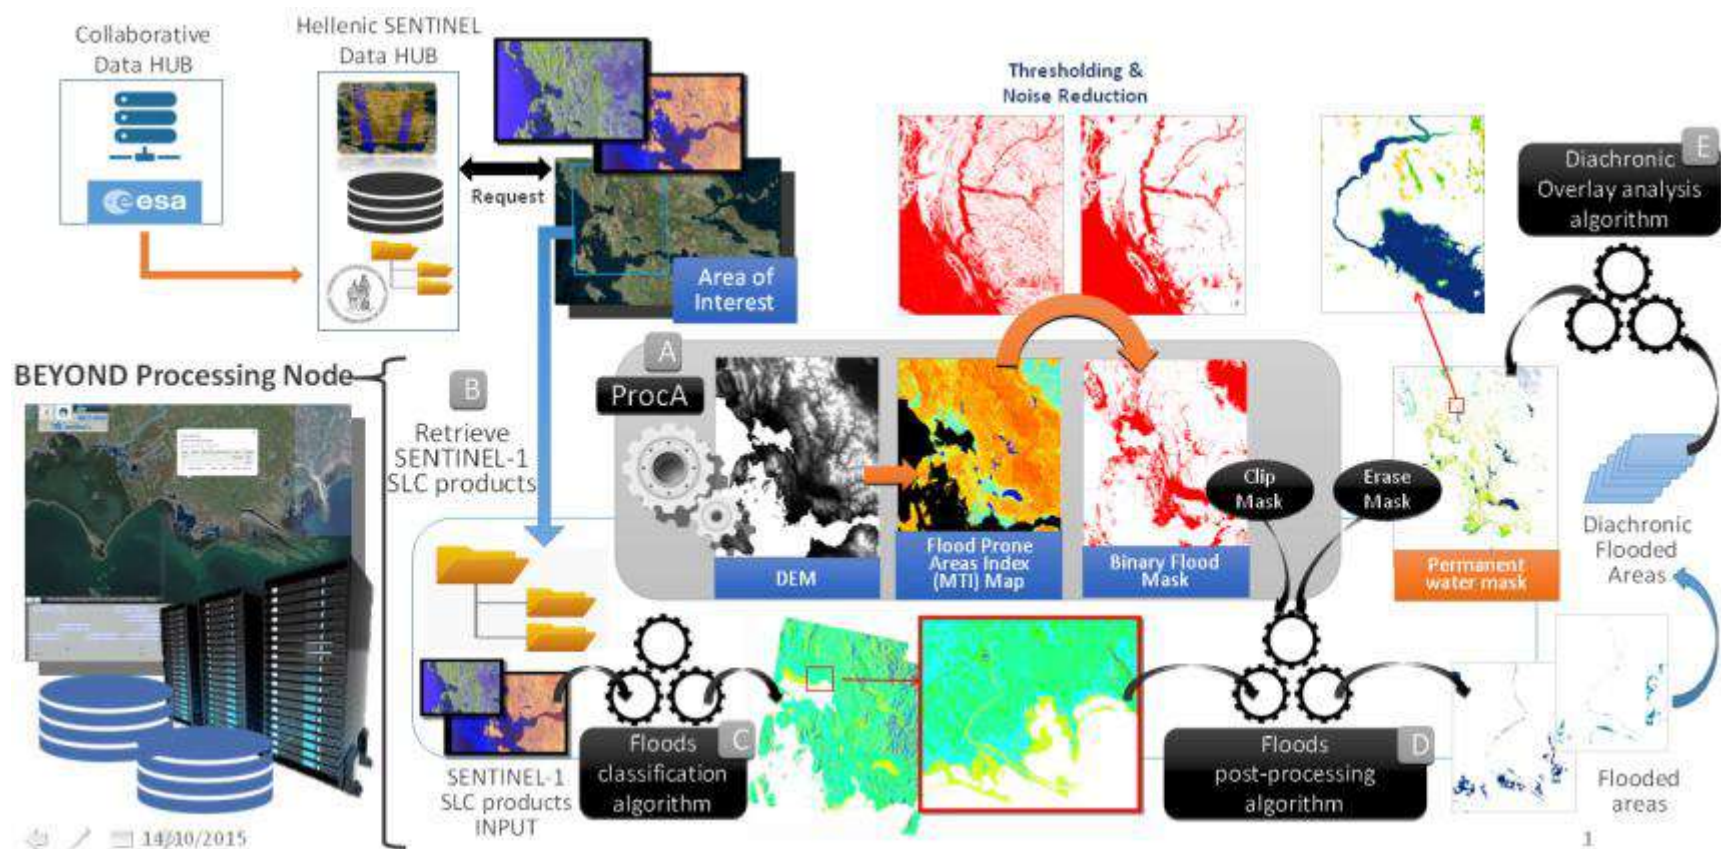 Collaborative
Data HUB
esa
Hellenic SENTINEL
Data HUB
Request
Area of
Interest
Thresholding &
Noise Reduction
E
Diachronic
Overlay analysis
algorithm
BEYOND Processing Node
B
Retrieve
SENTINEL-1
SLC products
A
ProcA
DEM
Flood Prone
Areas Index
(MTI) Map
Binary Flood
Mask
Clip
Mask
Erase
Mask
Permanent
water mask
Diachronic
Flooded
Areas
SENTINEL-1
SLC products
INPUT
C
Floods
classification
algorithm
D
Floods
post-processing
algorithm
Flooded
areas
14/10/2015
1